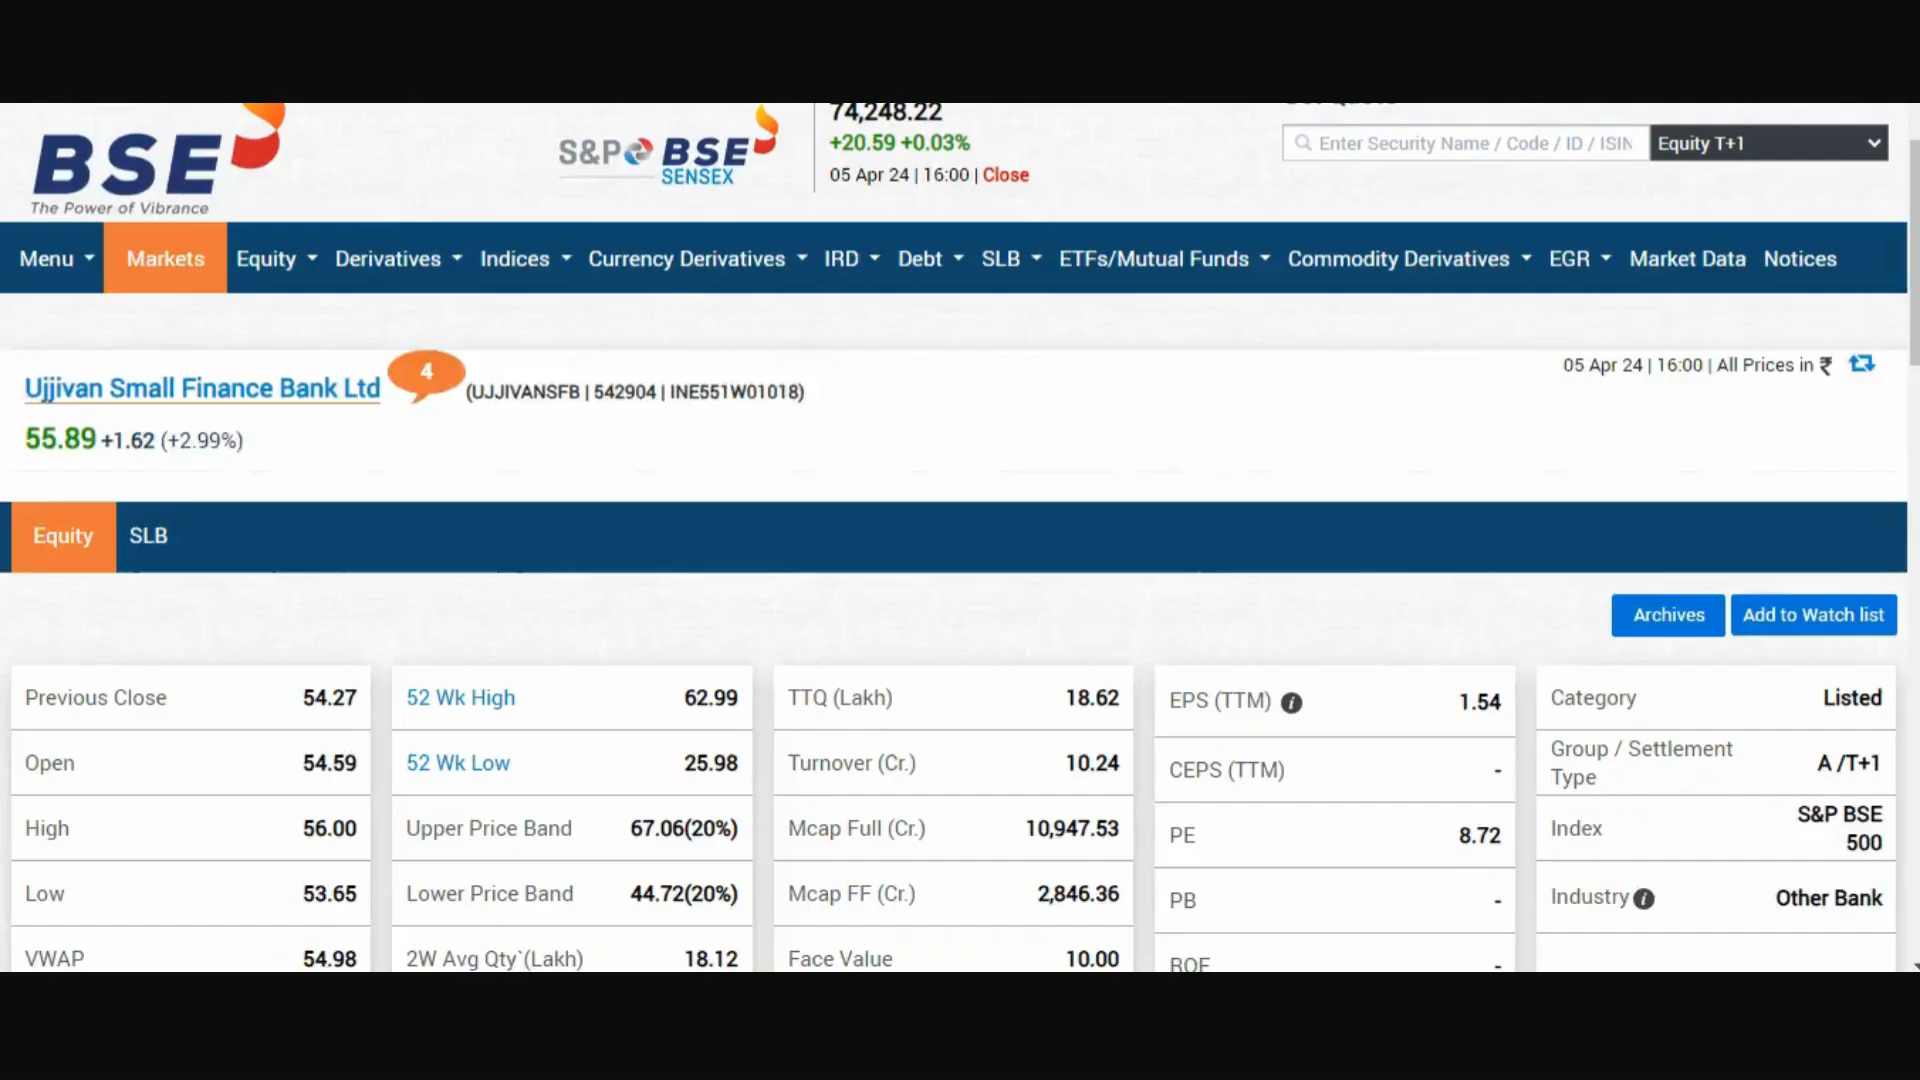 BSE
The Power of Vibrance
S&P BSE
SENSEX
74,248.22
+20.59 +0.03%
05 Apr 24 | 16:00 | Close
Enter Security Name / Code / ID / ISIN
Equity T+1
Menu Markets Equity Derivatives Indices Currency Derivatives IRD Debt SLB ETFs/Mutual Funds Commodity Derivatives EGR Market Data Notices
05 Apr 24 | 16:00 | All Prices in ₹
Ujjivan Small Finance Bank Ltd 4 (UJJIVANSFB | 542904 | INE551W01018)
55.89 +1.62 (+2.99%)
Equity SLB
Archives Add to Watch list
Previous Close 54.27
Open 54.59
High 56.00
Low 53.65
VWAP 54.98
52 Wk High 62.99
52 Wk Low 25.98
Upper Price Band 67.06(20%)
Lower Price Band 44.72(20%)
2W Avg Qty`(Lakh) 18.12
TTQ (Lakh) 18.62
Turnover (Cr.) 10.24
Mcap Full (Cr.) 10,947.53
Mcap FF (Cr.) 2,846.36
Face Value 10.00
EPS (TTM) 1.54
CEPS (TTM) -
PE 8.72
PB -
ROE -
Category Listed
Group / Settlement
Type A /T+1
Index S&P BSE
500
Industry Other Bank